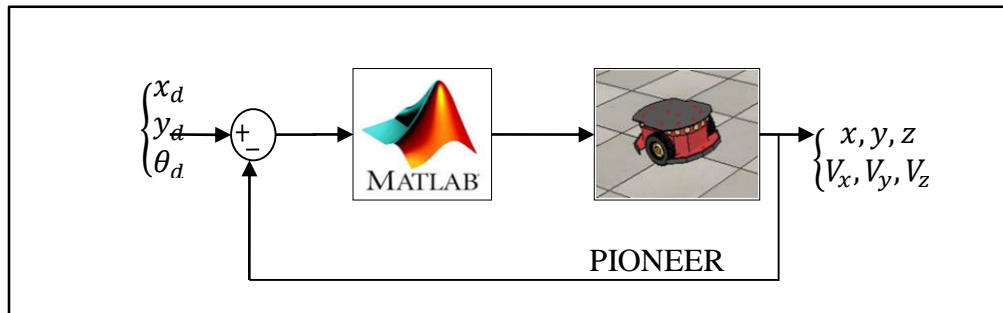 x_d
y_d
θ_d
+
−
MATLAB
x, y, z
V_x, V_y, V_z
PIONEER